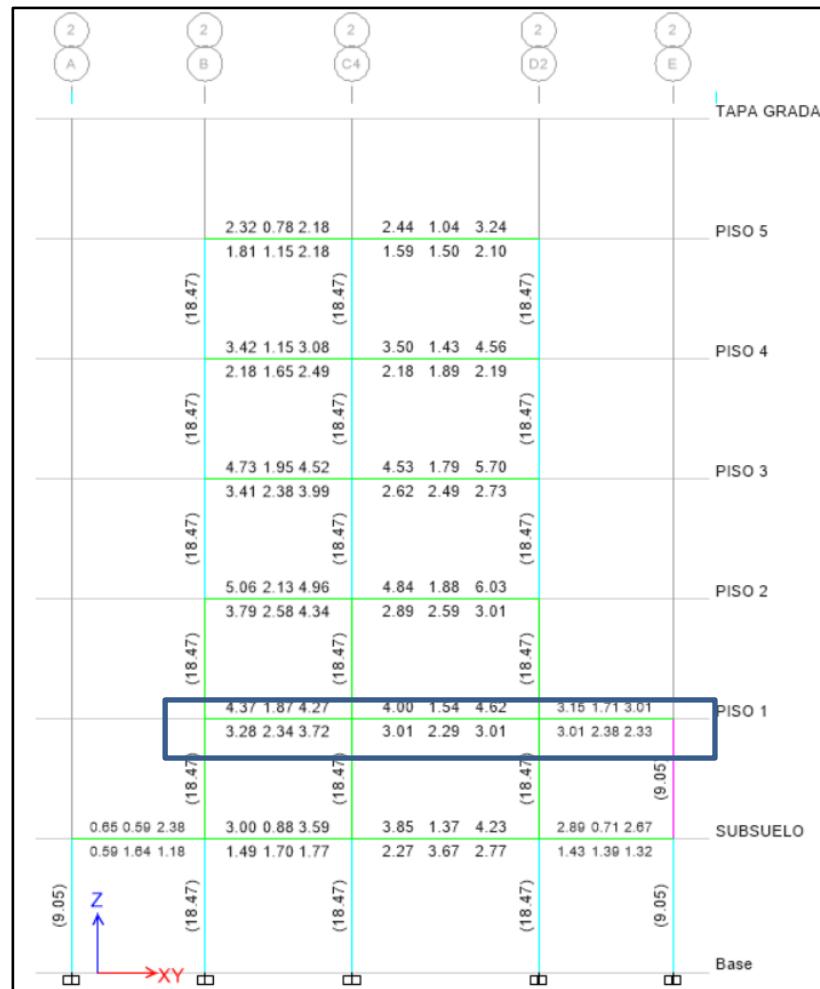 2 2 2 2 2
A B C4 D2 E
TAPA GRADA
2.32 0.78 2.18 2.44 1.04 3.24
PISO 5
1.81 1.15 2.18 1.59 1.50 2.10
(18.47) (18.47) (18.47)
3.42 1.15 3.08 3.50 1.43 4.56
PISO 4
2.18 1.65 2.49 2.18 1.89 2.19
(18.47) (18.47) (18.47)
4.73 1.95 4.52 4.53 1.79 5.70
PISO 3
3.41 2.38 3.99 2.62 2.49 2.73
(18.47) (18.47) (18.47)
5.06 2.13 4.96 4.84 1.88 6.03
PISO 2
3.79 2.58 4.34 2.89 2.59 3.01
(18.47) (18.47) (18.47)
4.37 1.87 4.27 4.00 1.54 4.62 3.15 1.71 3.01
PISO 1
3.28 2.34 3.72 3.01 2.29 3.01 3.01 2.38 2.33
(18.47) (18.47) (18.47) (9.05)
0.65 0.59 2.38 3.00 0.88 3.59 3.85 1.37 4.23 2.89 0.71 2.67
SUBSUELO
0.59 1.64 1.18 1.49 1.70 1.77 2.27 3.67 2.77 1.43 1.39 1.32
(9.05) (18.47) (18.47) (18.47) (9.05)
Z
XY
Base